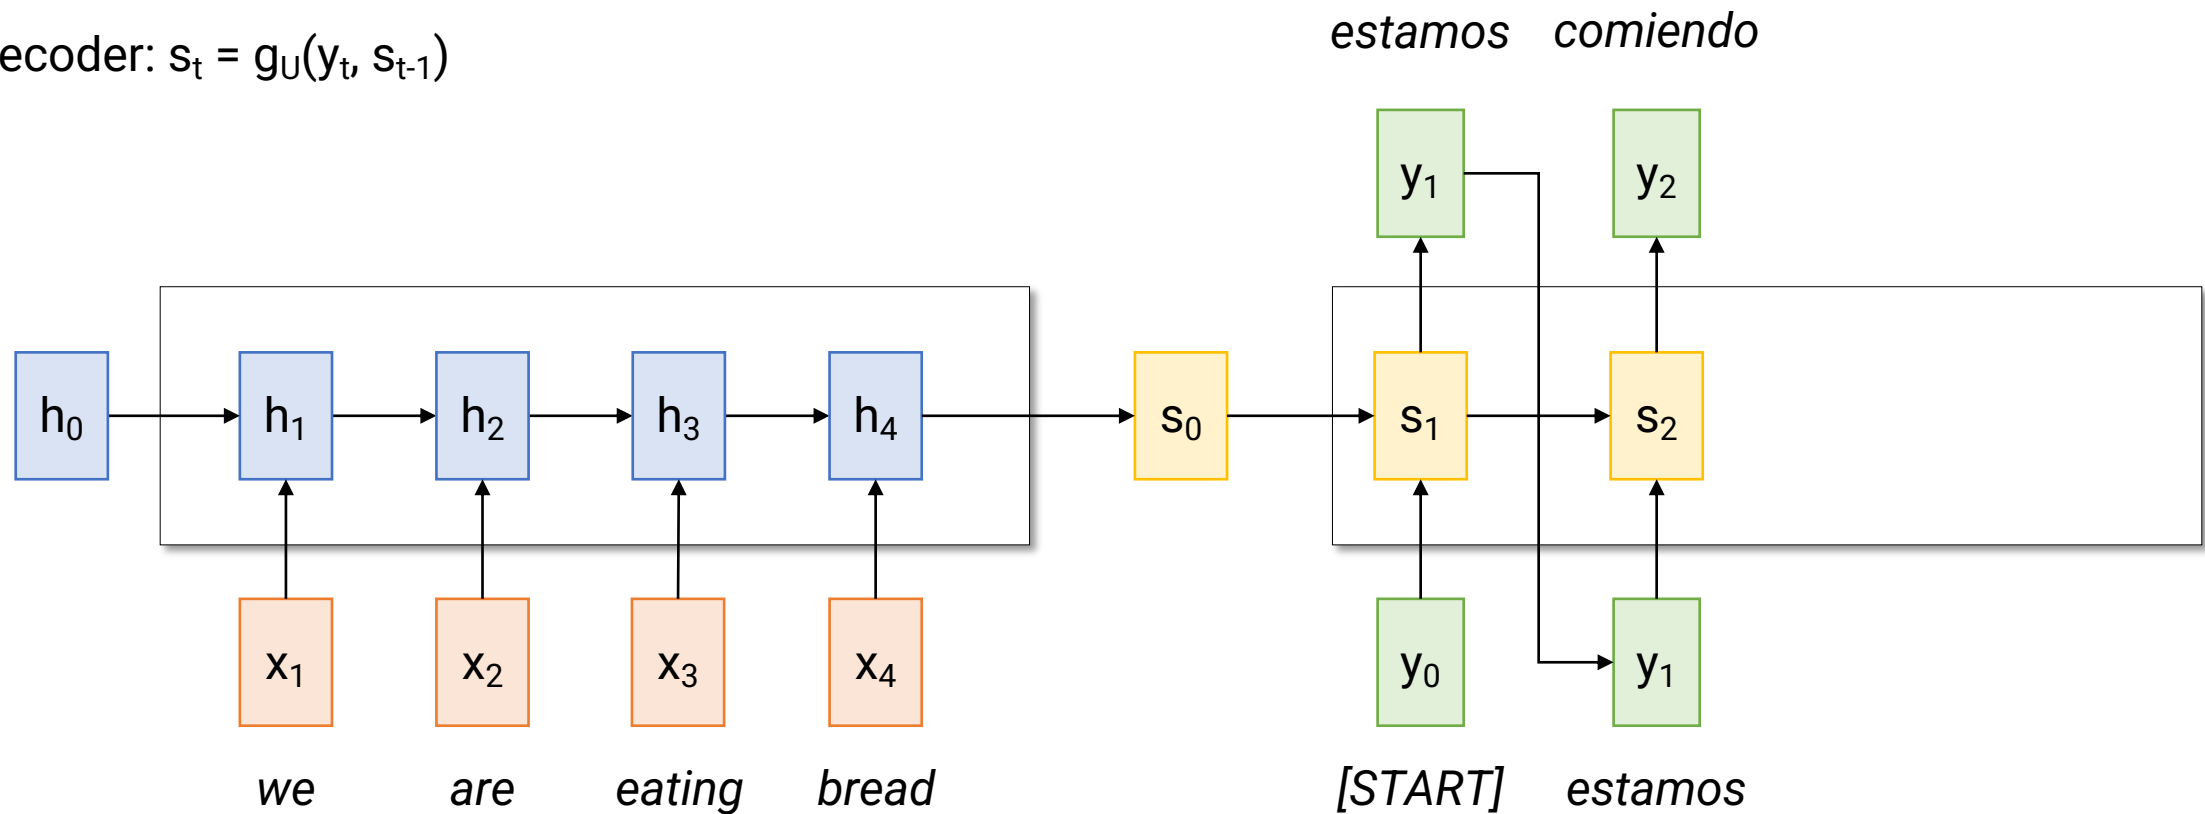 estamos comiendo
ecoder: sₜ = g_U(yₜ, sₜ₋₁)
y₁ y₂
h₀ h₁ h₂ h₃ h₄ s₀ s₁ s₂
x₁ x₂ x₃ x₄ y₀ y₁
we are eating bread [START] estamos